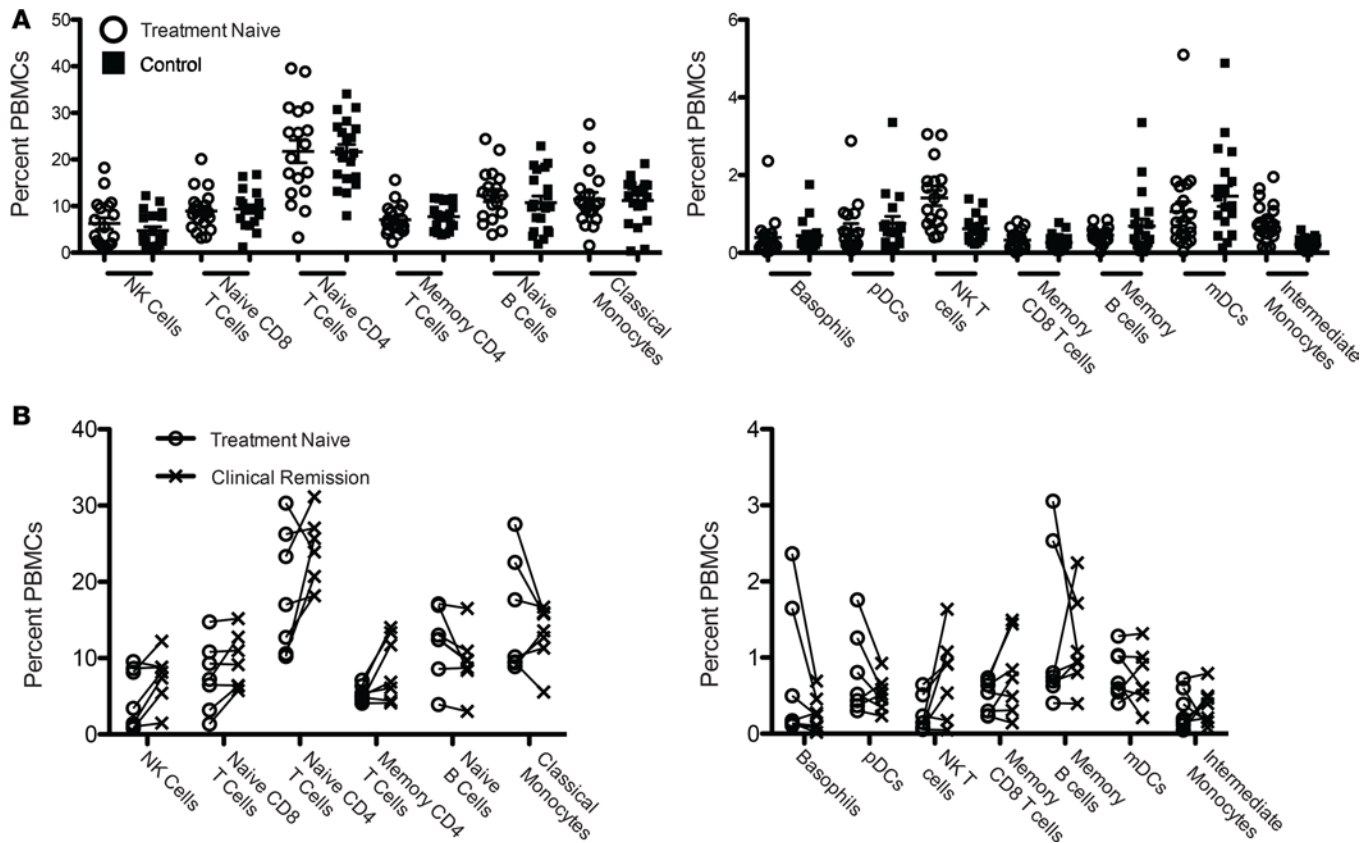 A
Treatment Naive
Control
Percent PBMCs
50
40
30
20
10
0
NK Cells
Naive CD8
T Cells
Naive CD4
T Cells
Memory CD4
T Cells
Naive
B Cells
Classical
Monocytes
Percent PBMCs
6
4
2
0
Basophils
pDCs
NK T
cells
Memory
CD8 T cells
Memory
B cells
mDCs
Intermediate
Monocytes
B
Treatment Naive
Clinical Remission
Percent PBMCs
40
30
20
10
0
NK Cells
Naive CD8
T Cells
Naive CD4
T Cells
Memory CD4
T Cells
Naive
B Cells
Classical
Monocytes
Percent PBMCs
4
3
2
1
0
Basophils
pDCs
NK T
cells
Memory
CD8 T cells
Memory
B cells
mDCs
Intermediate
Monocytes